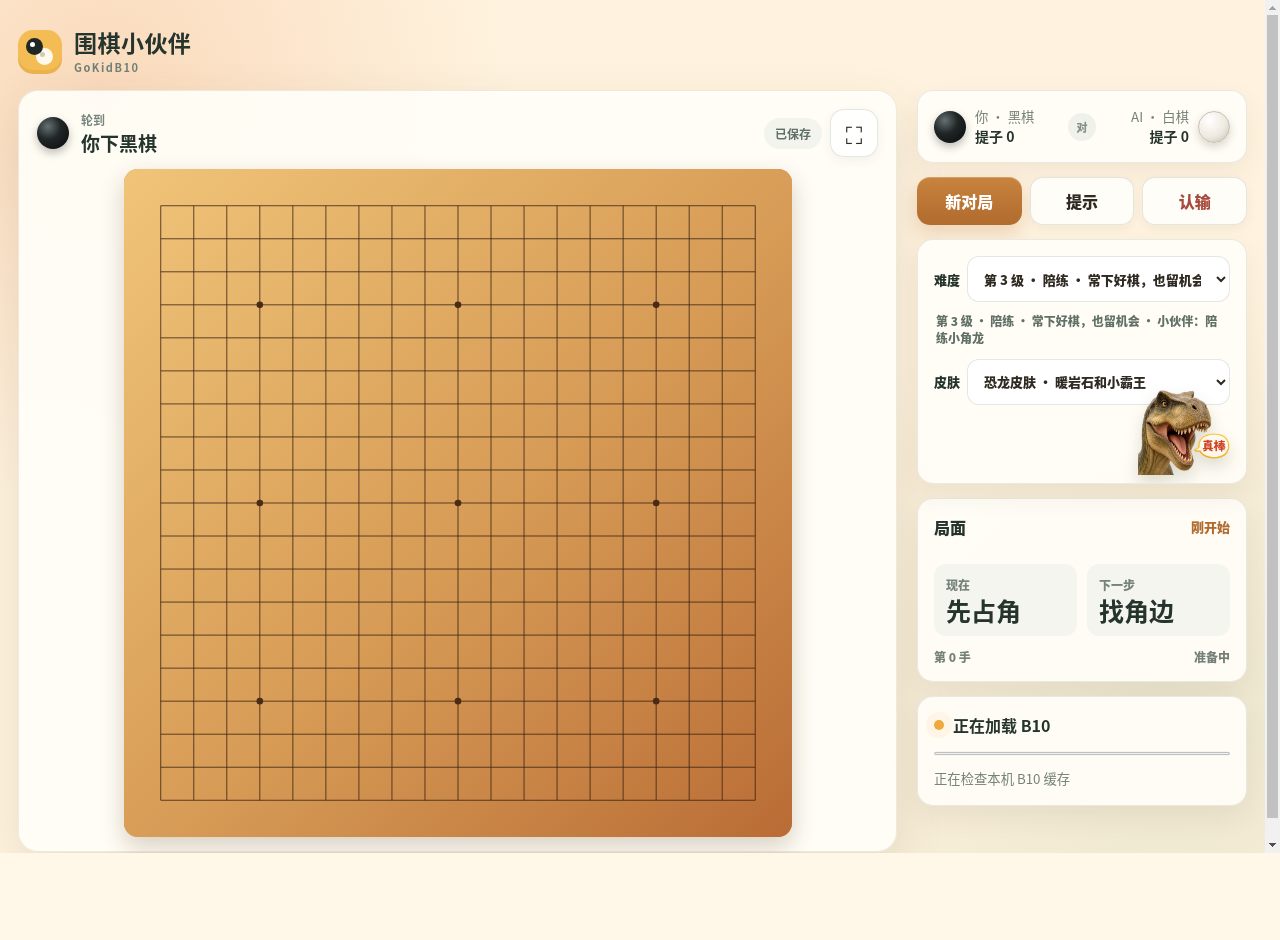 围棋小伙伴
GoKidB10
轮到
你下黑棋
已保存
你 · 黑棋
提子 0
对
AI · 白棋
提子 0
新对局
提示
认输
难度
第 3 级 · 陪练 · 常下好棋，也留机会
第 3 级 · 陪练 · 常下好棋，也留机会 · 小伙伴：陪
练小角龙
皮肤
恐龙皮肤 · 暖岩石和小霸王
真棒
局面
刚开始
现在
先占角
下一步
找角边
第 0 手
准备中
正在加载 B10
正在检查本机 B10 缓存